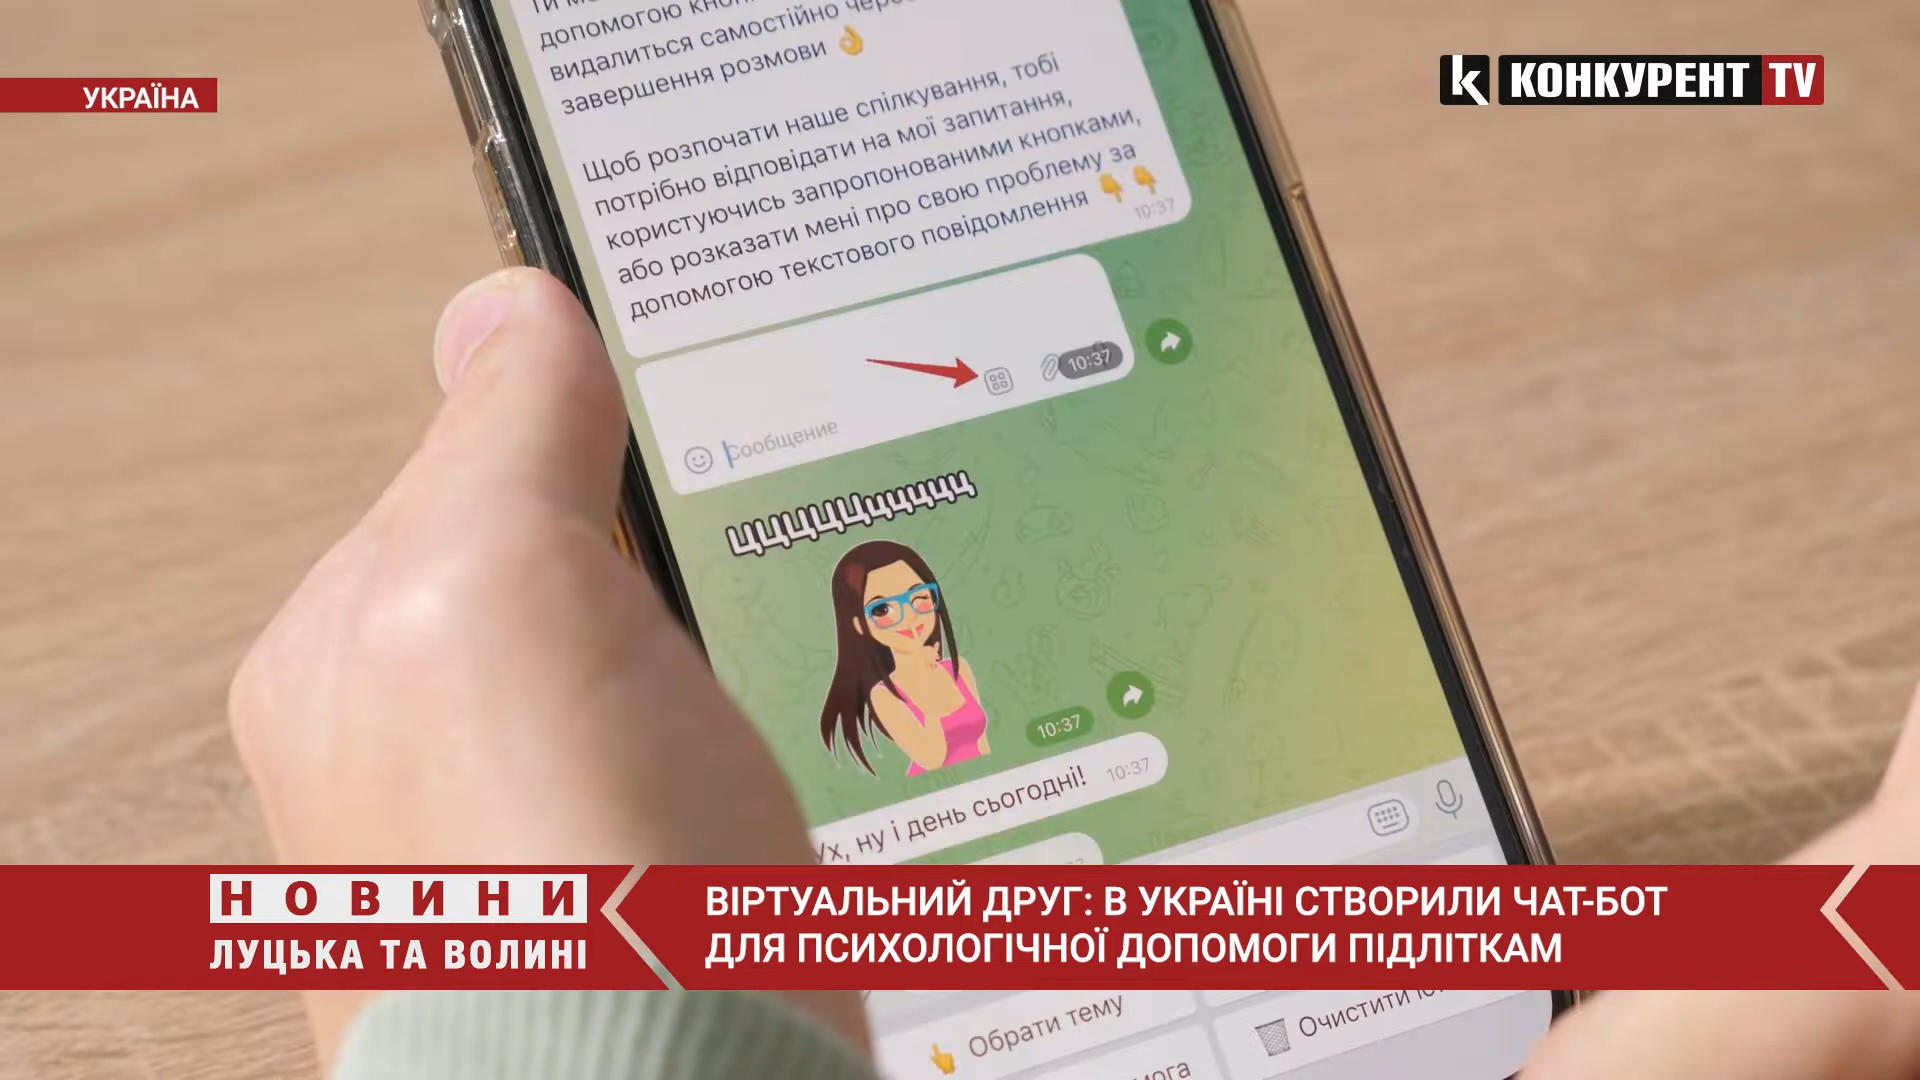 допомогою
видалиться самостійно
завершення розмови 👌
УКРАЇНА
КОНКУРЕНТ TV
Щоб розпочати наше спілкування, тобі
потрібно відповідати на мої запитання,
користуючись запропонованими кнопками,
або розказати мені про свою проблему за
допомогою текстового повідомлення 👇👇
10:37
10:37
Сообщение
ЦЦЦЦЦццццц
10:37
Ух, ну і день сьогодні! 10:37
НОВИНИ
ЛУЦЬКА ТА ВОЛИНІ
ВІРТУАЛЬНИЙ ДРУГ: В УКРАЇНІ СТВОРИЛИ ЧАТ-БОТ
ДЛЯ ПСИХОЛОГІЧНОЇ ДОПОМОГИ ПІДЛІТКАМ
👆 Обрати тему
Очистити